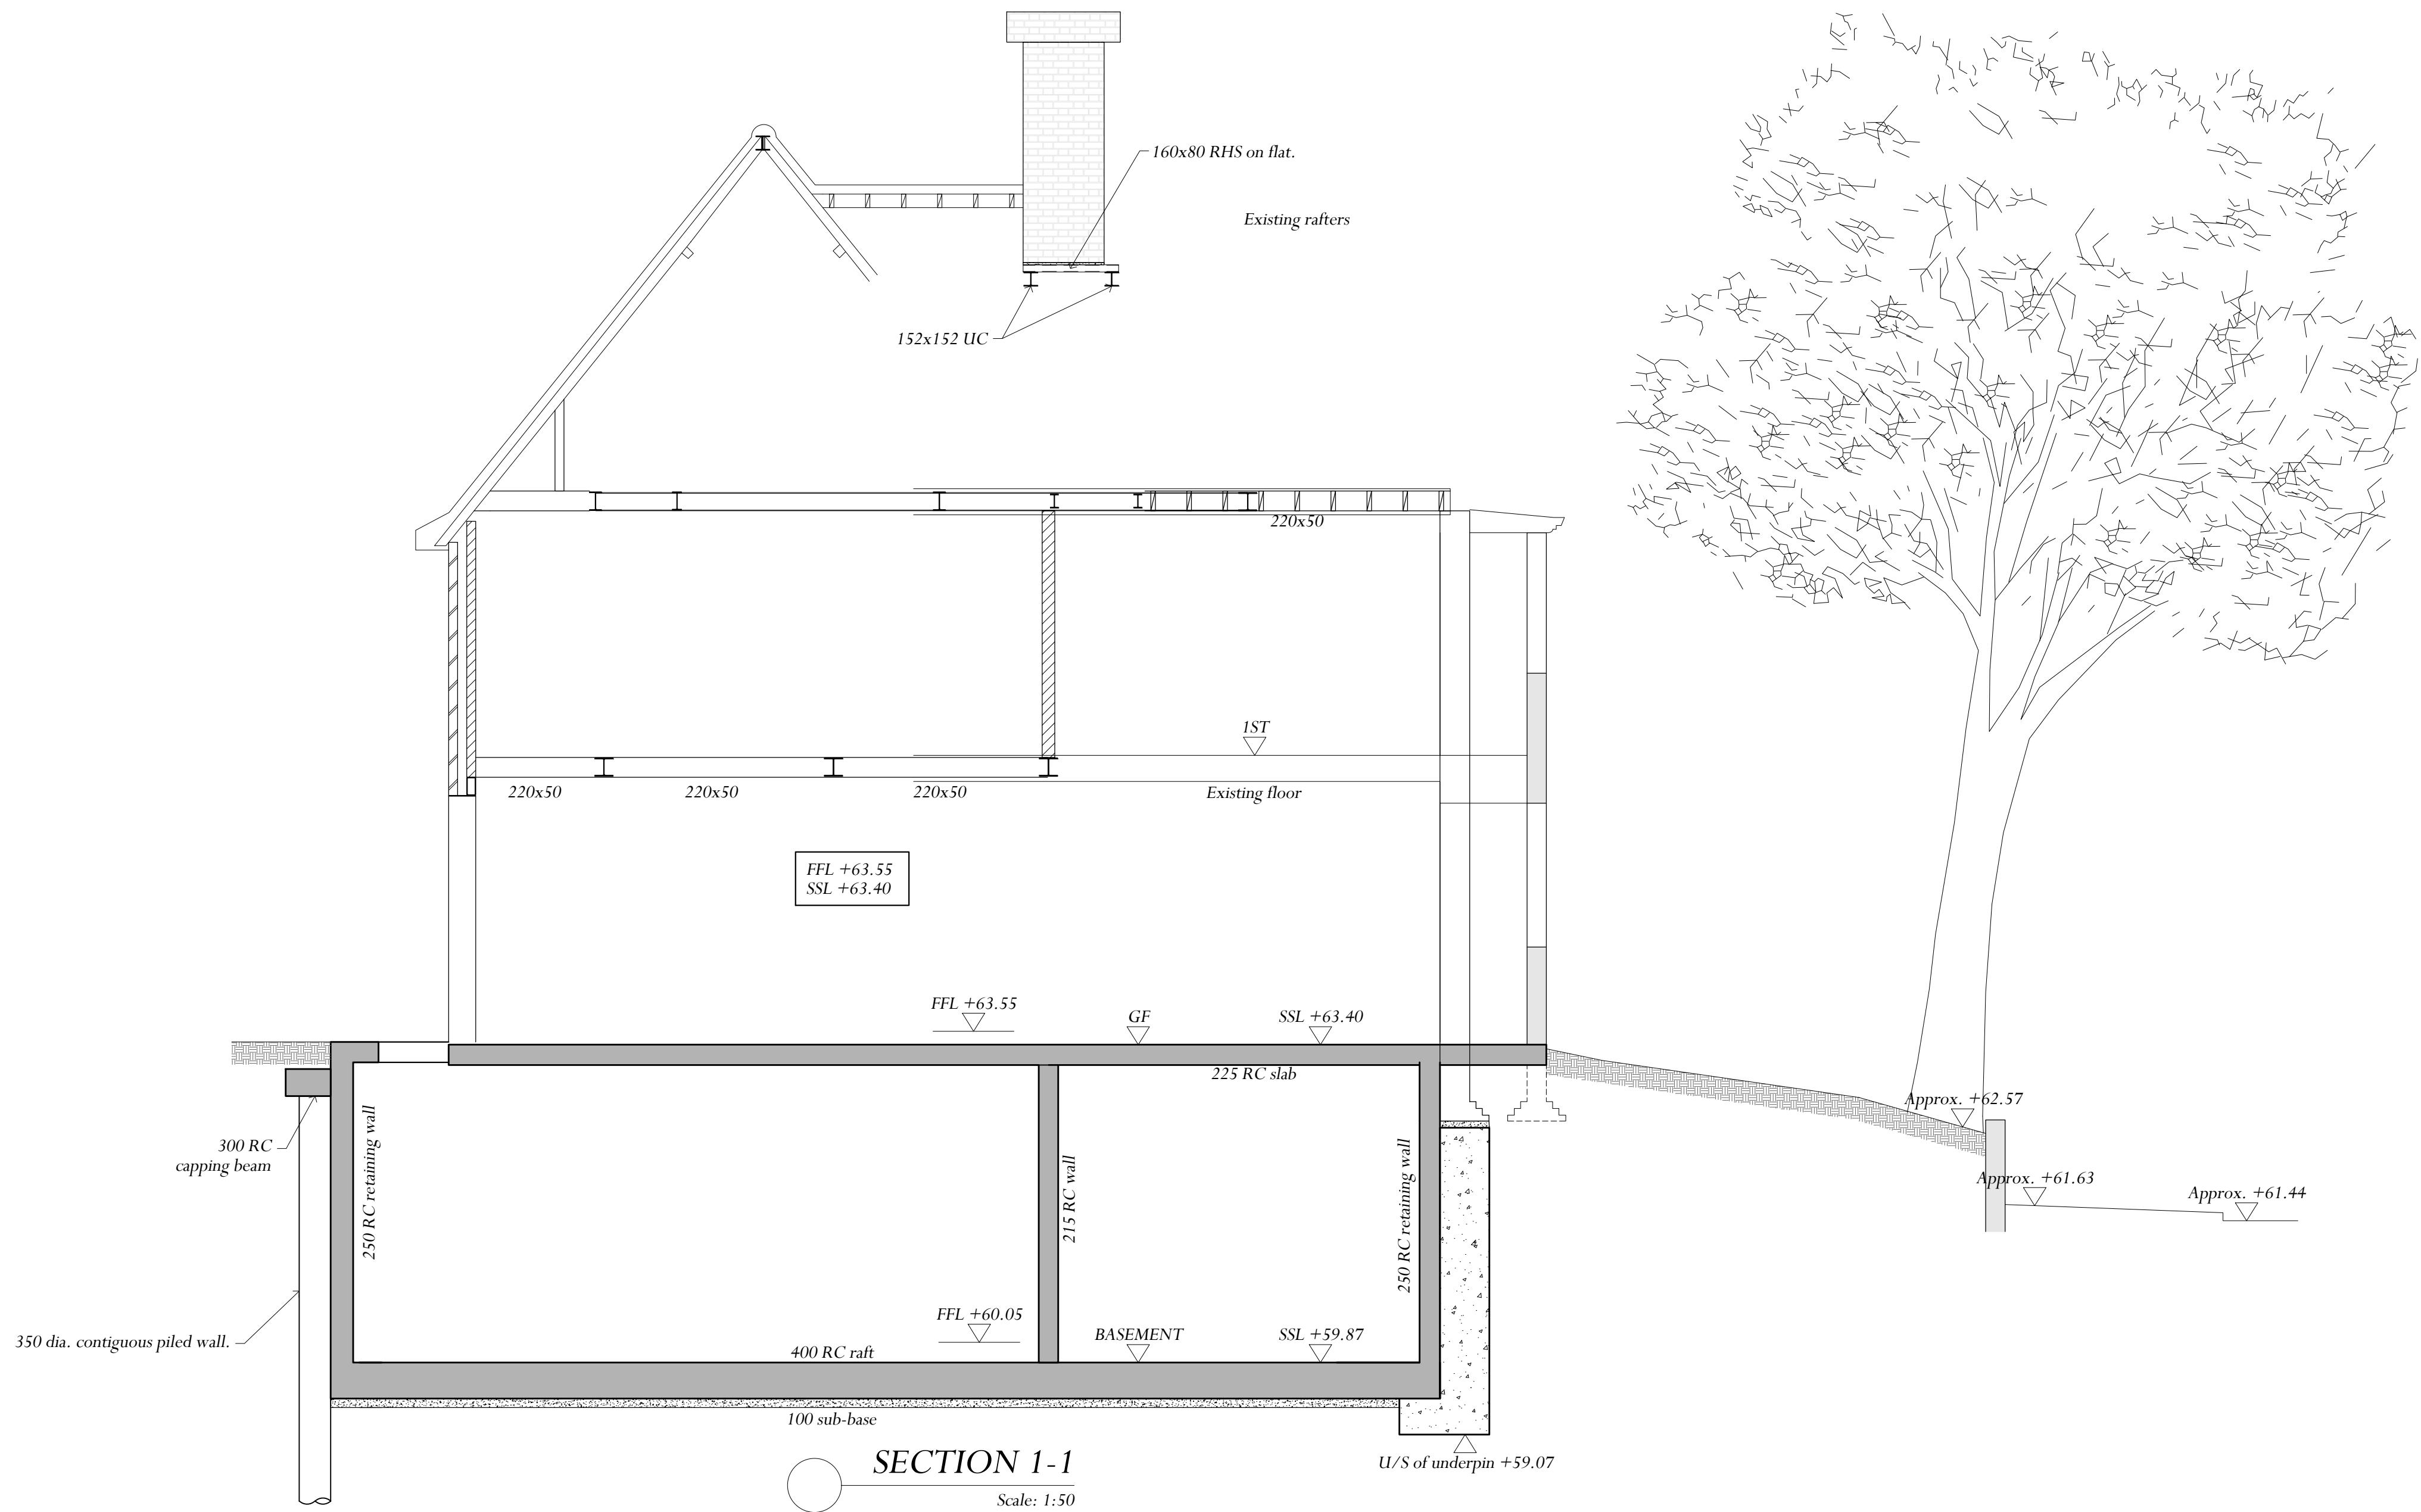 160x80 RHS on flat.
Existing rafters
152x152 UC
220x50
1ST
220x50
220x50
220x50
Existing floor
FFL +63.55
SSL +63.40
FFL +63.55
GF
SSL +63.40
225 RC slab
Approx. +62.57
300 RC
capping beam
250 RC retaining wall
215 RC wall
250 RC retaining wall
Approx. +61.63
Approx. +61.44
FFL +60.05
BASEMENT
SSL +59.87
350 dia. contiguous piled wall.
400 RC raft
100 sub-base
U/S of underpin +59.07
SECTION 1-1
Scale: 1:50